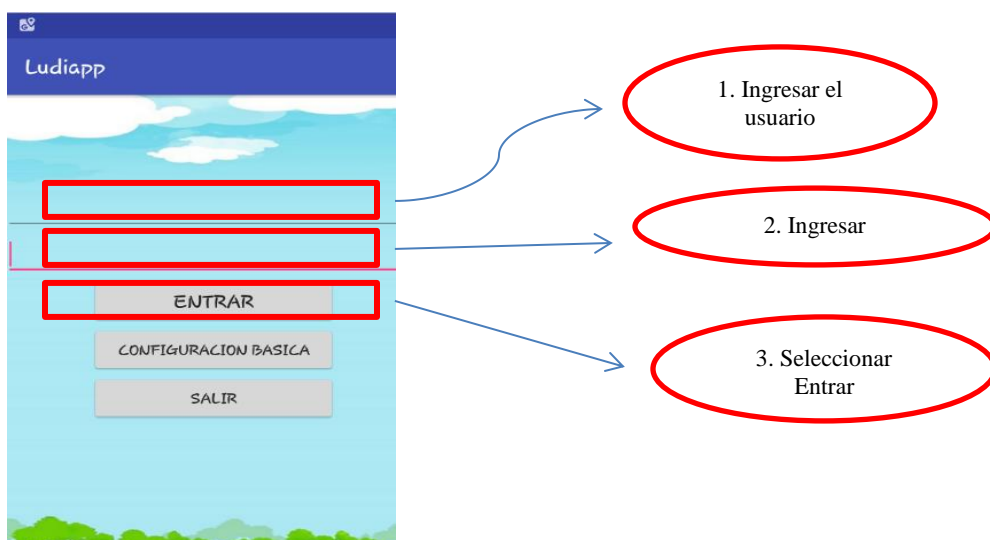 Ludiapp
1. Ingresar el
usuario
2. Ingresar
ENTRAR
CONFIGURACION BASICA
SALIR
3. Seleccionar
Entrar